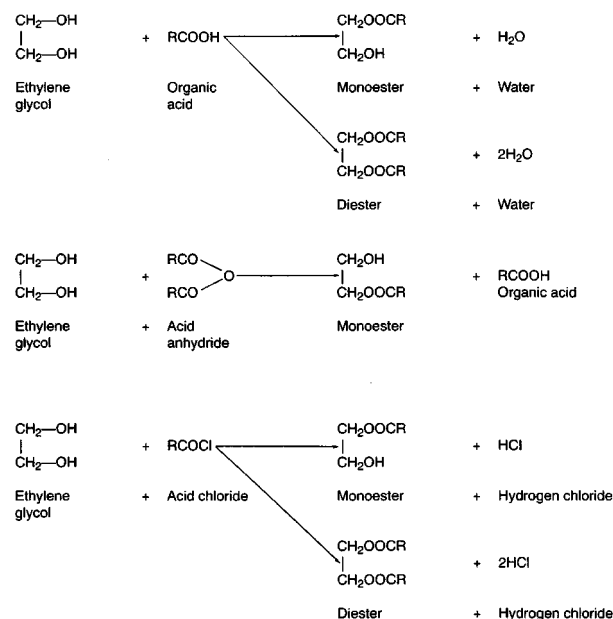 CH₂—OH CH₂OOCR
| + RCOOH | + H₂O
CH₂—OH CH₂OH
Ethylene Organic Monoester + Water
glycol acid
CH₂OOCR
| + 2H₂O
CH₂OOCR
Diester + Water
CH₂—OH RCO CH₂OH
| + O | + RCOOH
CH₂—OH RCO CH₂OOCR Organic acid
Ethylene + Acid Monoester
glycol anhydride
CH₂—OH CH₂OOCR
| + RCOCl | + HCl
CH₂—OH CH₂OH
Ethylene + Acid chloride Monoester + Hydrogen chloride
glycol
CH₂OOCR
| + 2HCl
CH₂OOCR
Diester + Hydrogen chloride